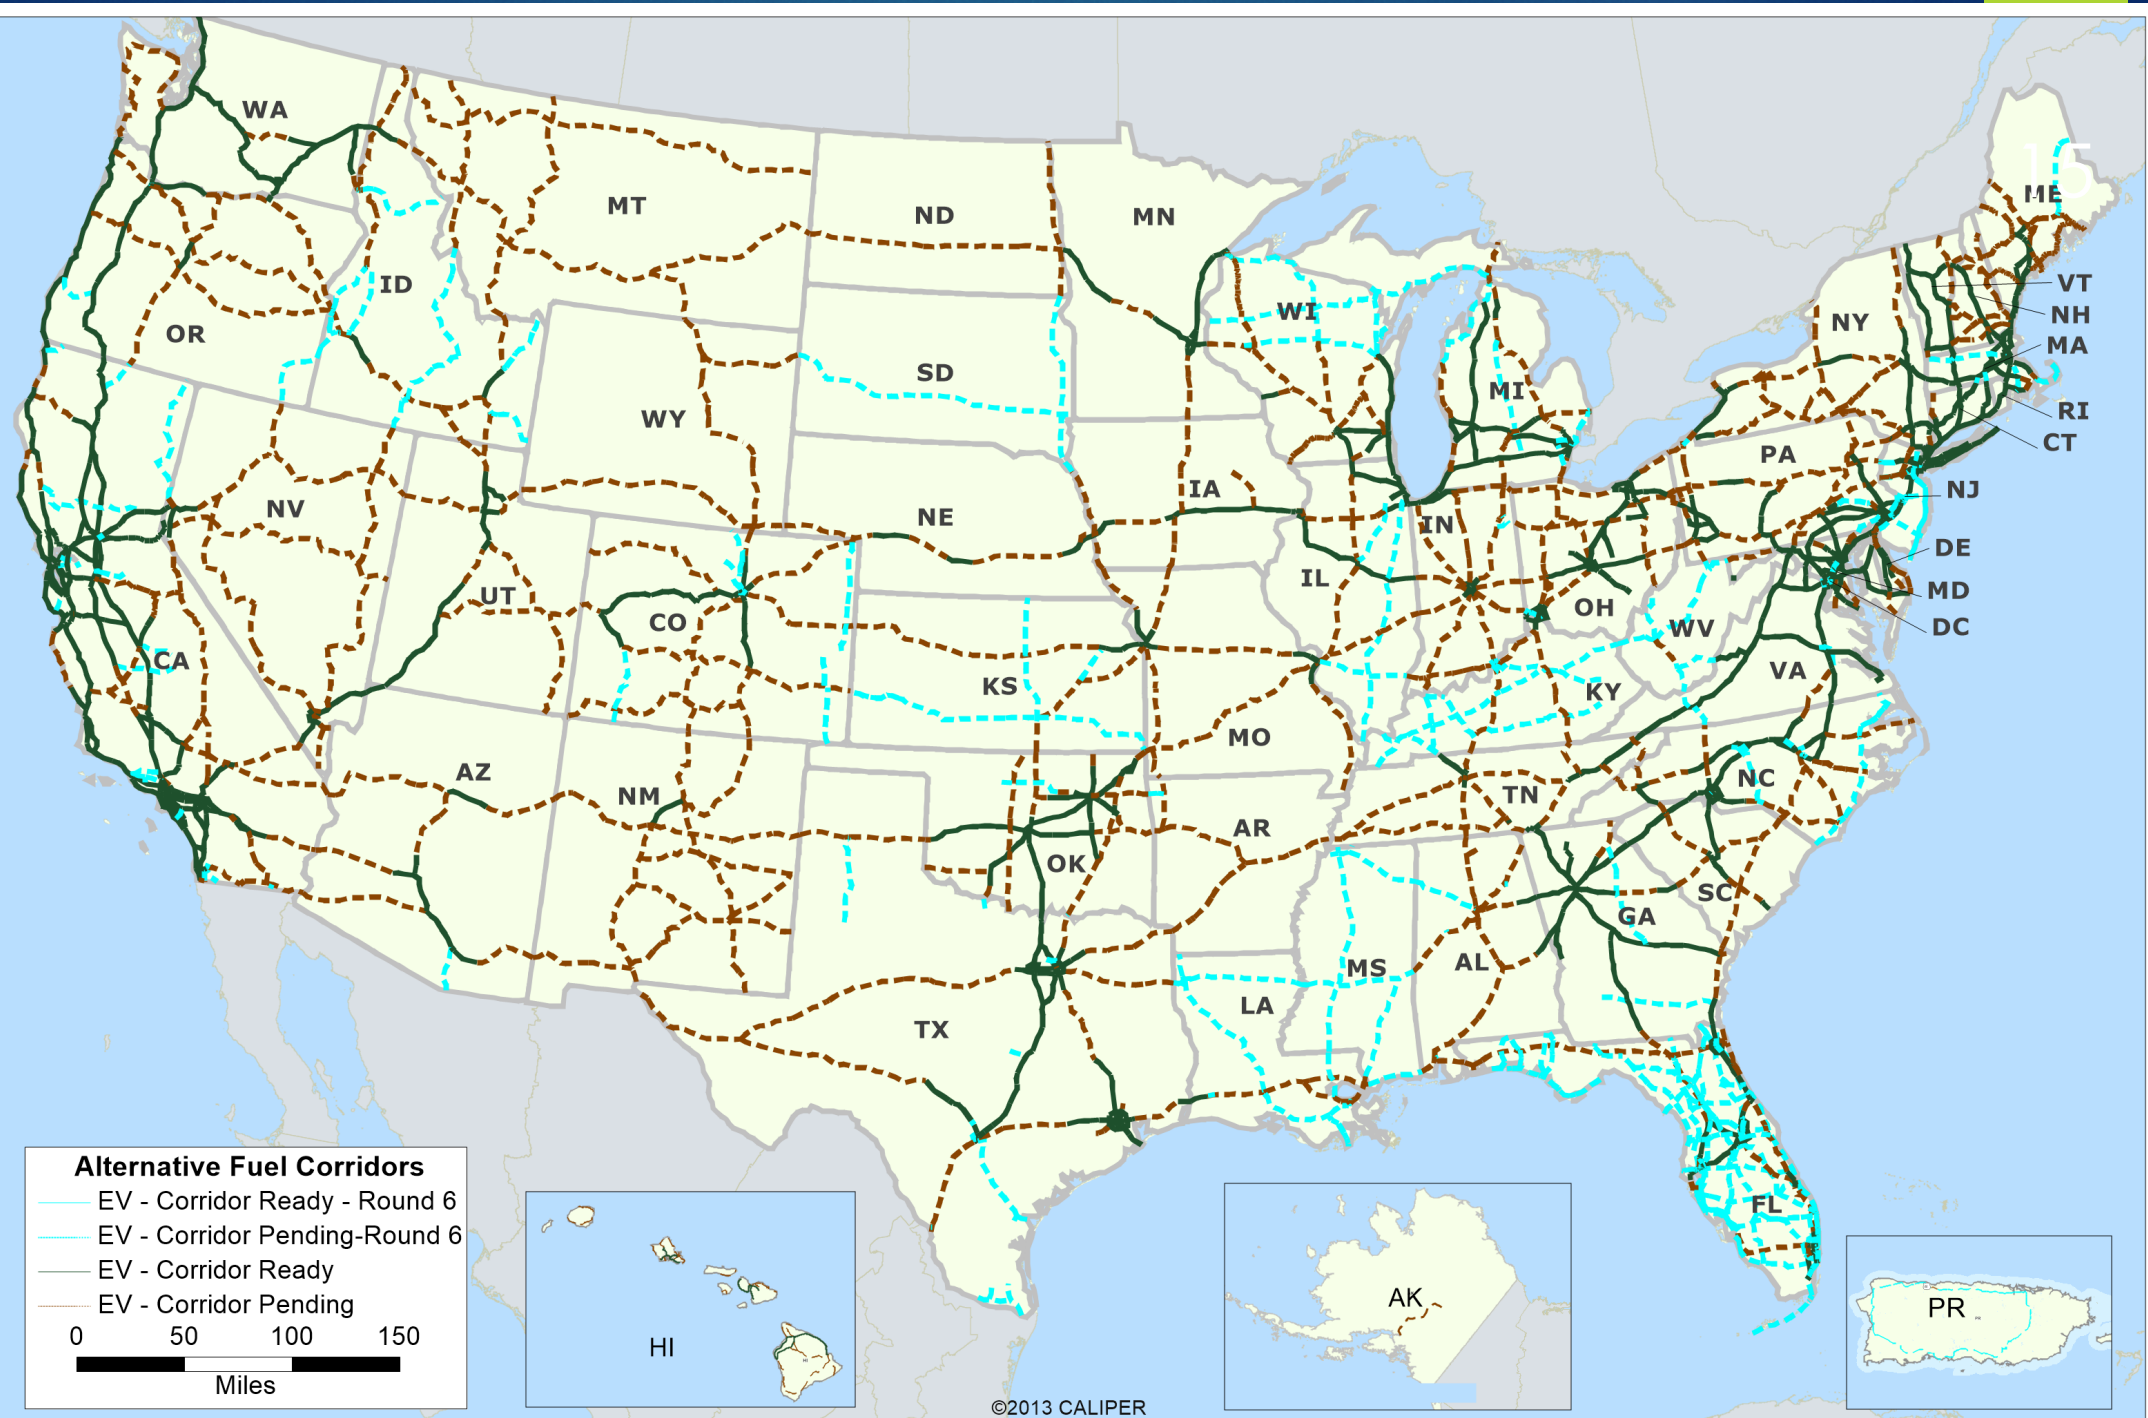 WA
MT
ND
MN
15
ME
VT
NH
MA
RI
CT
NJ
DE
MD
DC
OR
ID
WY
SD
WI
MI
NY
PA
NV
UT
CO
NE
IA
IL
IN
OH
WV
VA
KY
CA
KS
MO
AZ
NM
OK
AR
TN
NC
SC
GA
AL
MS
LA
TX
FL
Alternative Fuel Corridors
EV - Corridor Ready - Round 6
EV - Corridor Pending-Round 6
EV - Corridor Ready
EV - Corridor Pending
0 50 100 150
Miles
HI
AK
PR
©2013 CALIPER